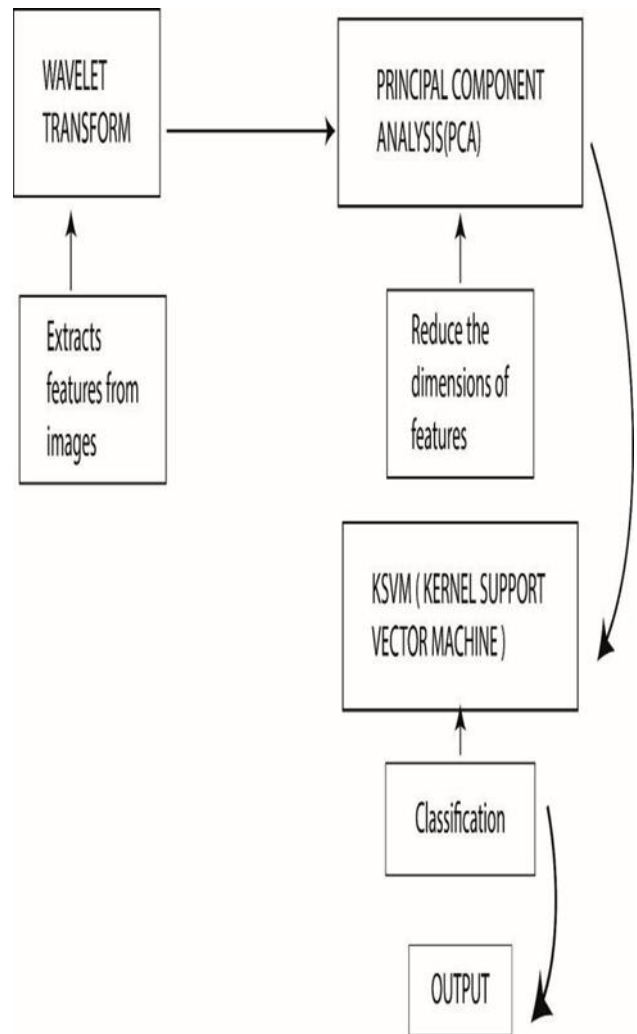 WAVELET
TRANSFORM
PRINCIPAL COMPONENT
ANALYSIS(PCA)
Extracts
features from
images
Reduce the
dimensions of
features
KSVM ( KERNEL SUPPORT
VECTOR MACHINE )
Classification
OUTPUT